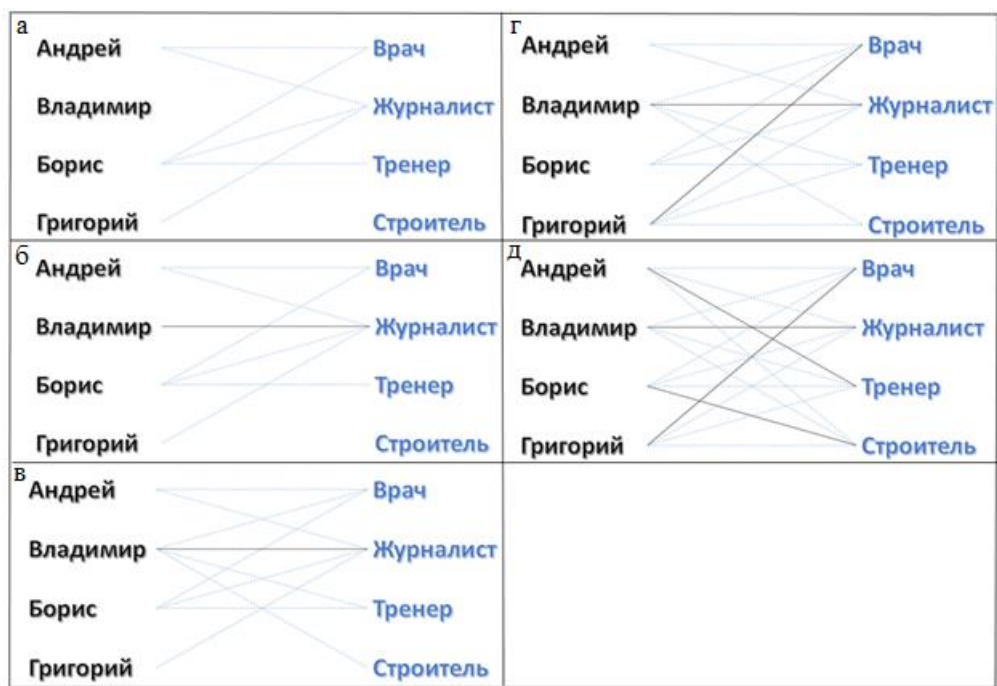 а
Андрей Врач
Владимир Журналист
Борис Тренер
Григорий Строитель
б
Андрей Врач
Владимир Журналист
Борис Тренер
Григорий Строитель
в
Андрей Врач
Владимир Журналист
Борис Тренер
Григорий Строитель
г
Андрей Врач
Владимир Журналист
Борис Тренер
Григорий Строитель
д
Андрей Врач
Владимир Журналист
Борис Тренер
Григорий Строитель